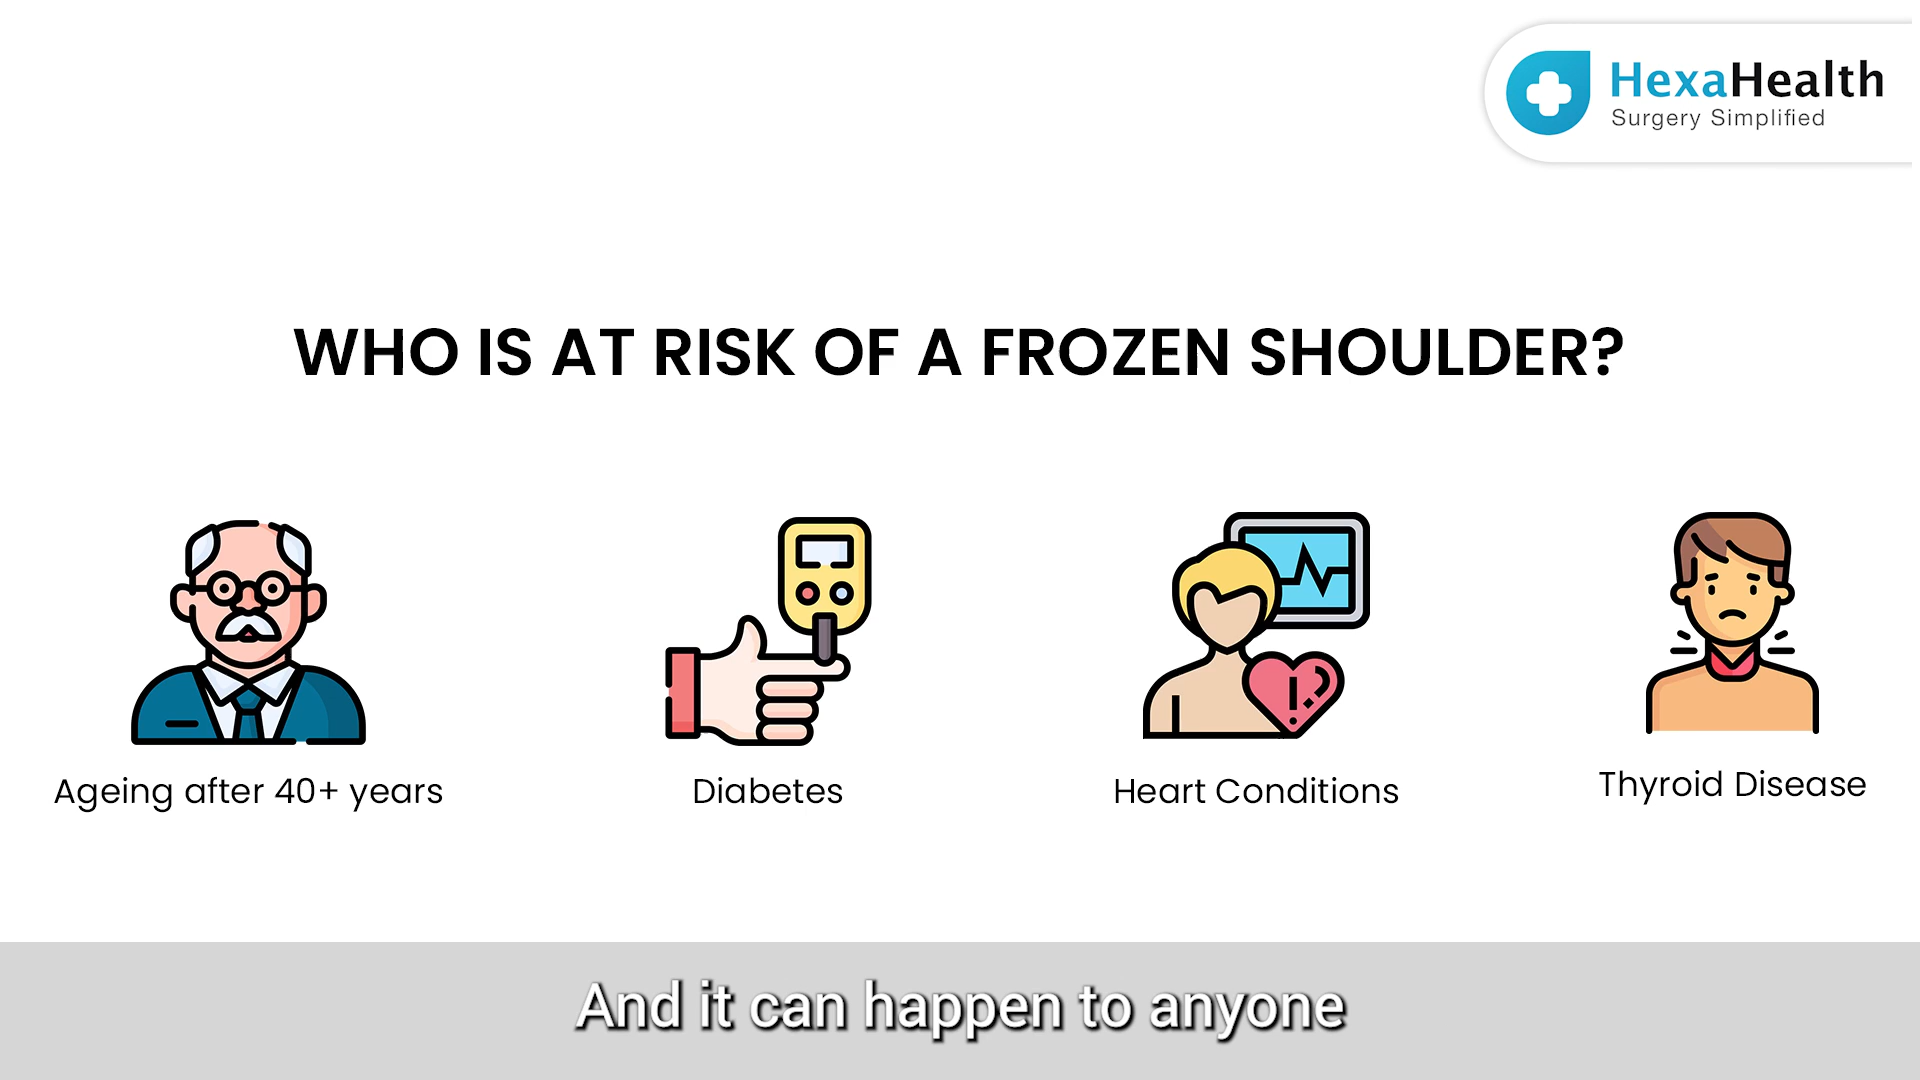 HexaHealth
Surgery Simplified
WHO IS AT RISK OF A FROZEN SHOULDER?
Ageing after 40+ years
Diabetes
Heart Conditions
Thyroid Disease
And it can happen to anyone